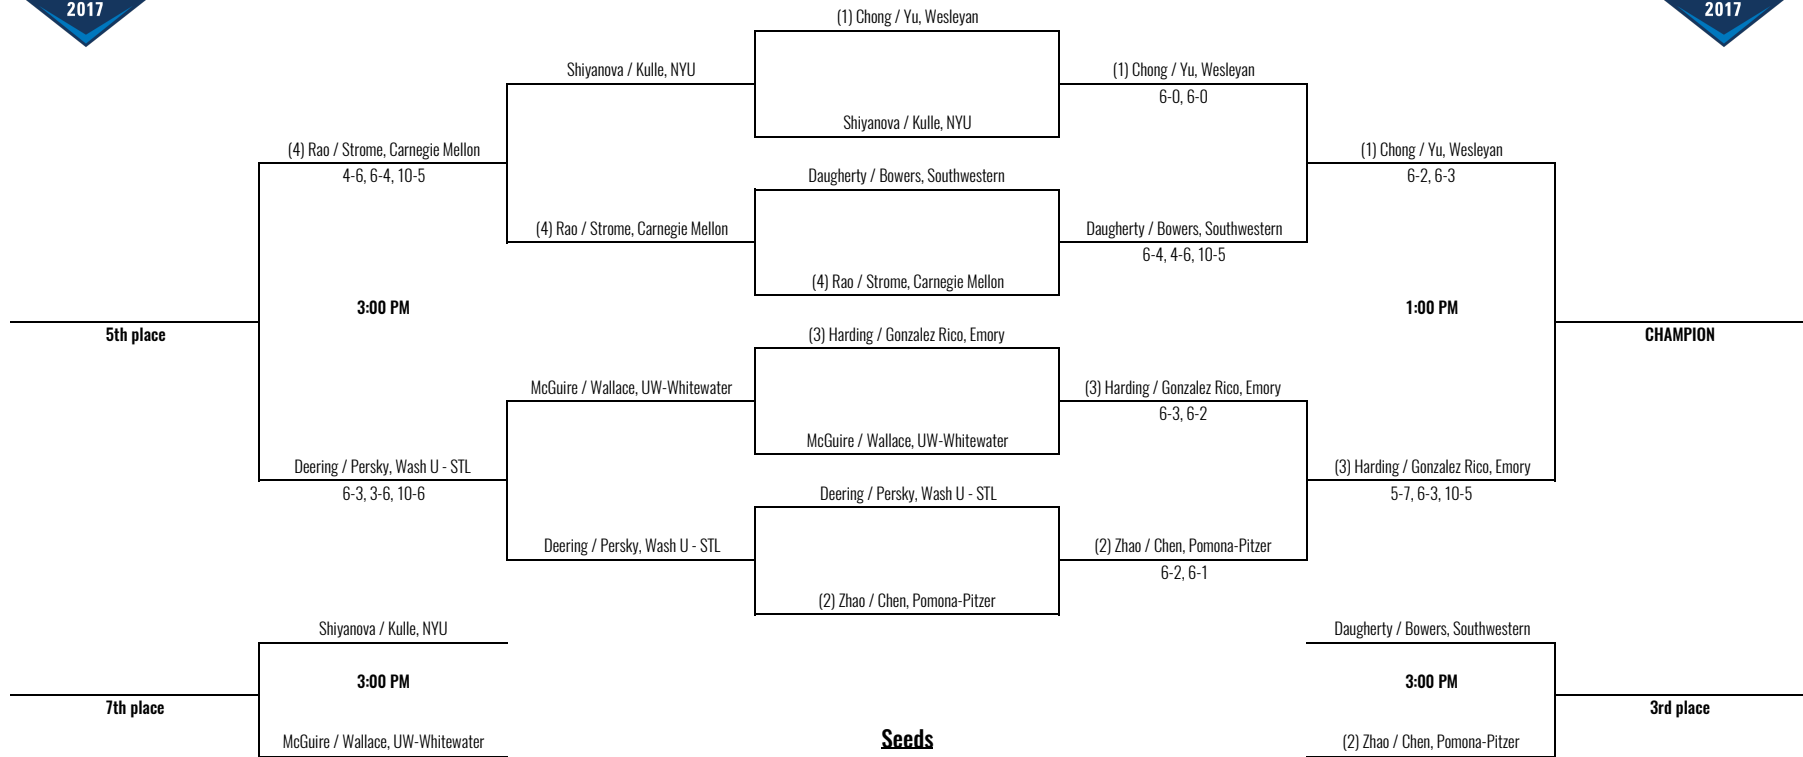 2017
2017
(1) Chong / Yu, Wesleyan
Shiyanova / Kulle, NYU
(1) Chong / Yu, Wesleyan
6-0, 6-0
Shiyanova / Kulle, NYU
(4) Rao / Strome, Carnegie Mellon
4-6, 6-4, 10-5
(1) Chong / Yu, Wesleyan
6-2, 6-3
Daugherty / Bowers, Southwestern
(4) Rao / Strome, Carnegie Mellon
Daugherty / Bowers, Southwestern
6-4, 4-6, 10-5
(4) Rao / Strome, Carnegie Mellon
3:00 PM
1:00 PM
5th place
(3) Harding / Gonzalez Rico, Emory
CHAMPION
McGuire / Wallace, UW-Whitewater
(3) Harding / Gonzalez Rico, Emory
6-3, 6-2
McGuire / Wallace, UW-Whitewater
Deering / Persky, Wash U - STL
6-3, 3-6, 10-6
(3) Harding / Gonzalez Rico, Emory
5-7, 6-3, 10-5
Deering / Persky, Wash U - STL
Deering / Persky, Wash U - STL
(2) Zhao / Chen, Pomona-Pitzer
6-2, 6-1
(2) Zhao / Chen, Pomona-Pitzer
Shiyanova / Kulle, NYU
Daugherty / Bowers, Southwestern
3:00 PM
3:00 PM
7th place
3rd place
McGuire / Wallace, UW-Whitewater
Seeds
(2) Zhao / Chen, Pomona-Pitzer